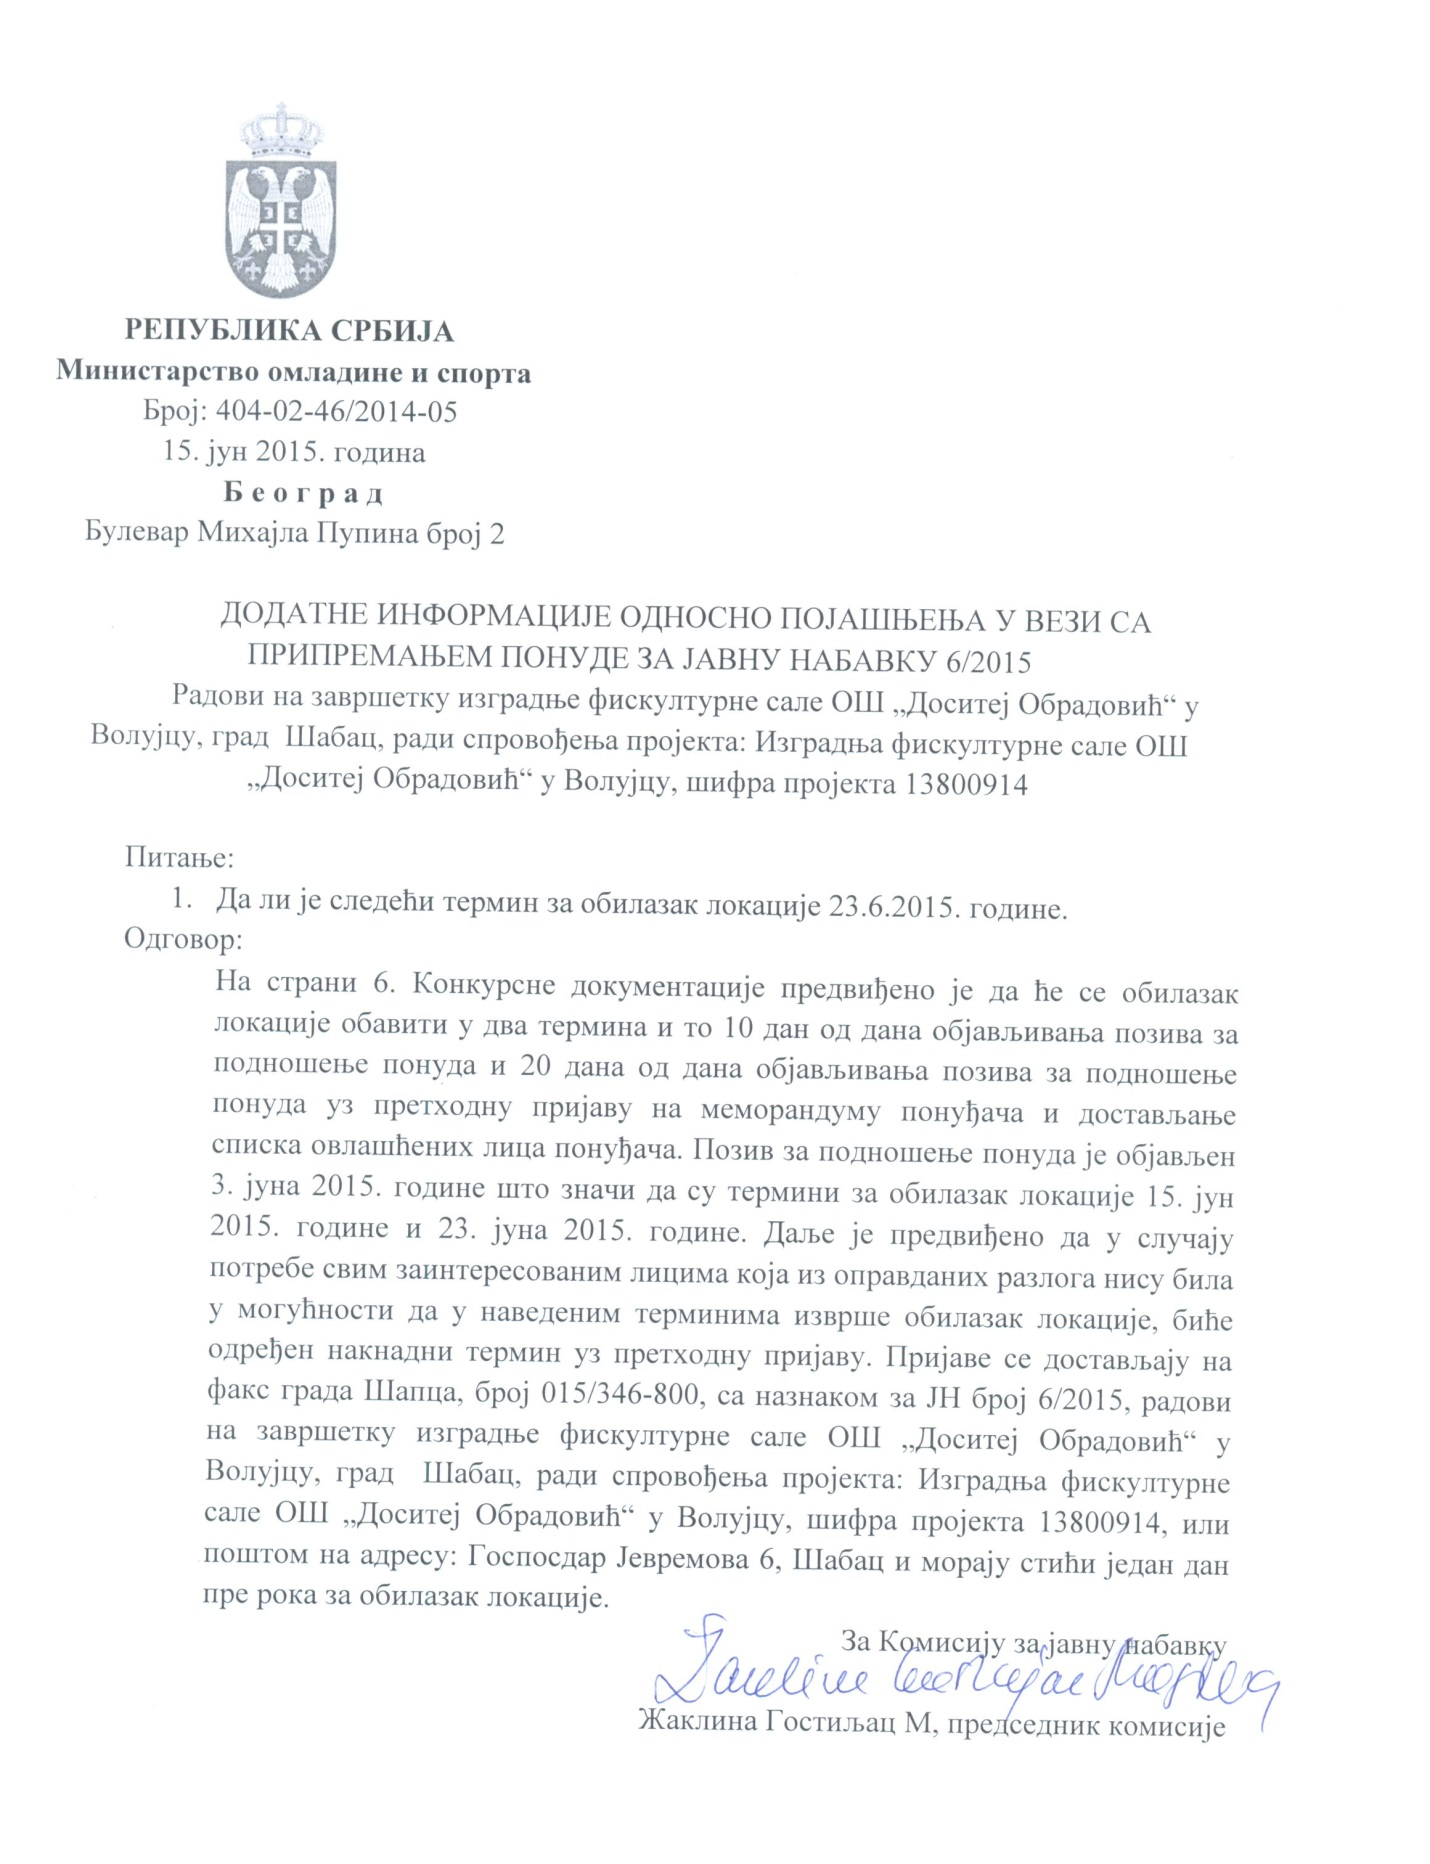 РЕПУБЛИКА СРБИЈА
Министарство омладине и спорта
Број: 404-02-46/2014-05
15. јун 2015. година
Б е о г р а д
Булевар Михајла Пупина број 2
ДОДАТНЕ ИНФОРМАЦИЈЕ ОДНОСНО ПОЈАШЊЕЊА У ВЕЗИ СА
ПРИПРЕМАЊЕМ ПОНУДЕ ЗА ЈАВНУ НАБАВКУ 6/2015
Радови на завршетку изградње фискултурне сале ОШ „Доситеј Обрадовић“ у
Волујцу, град Шабац, ради спровођења пројекта: Изградња фискултурне сале ОШ
„Доситеј Обрадовић“ у Волујцу, шифра пројекта 13800914
Питање:
1. Да ли је следећи термин за обилазак локације 23.6.2015. године.
Одговор:
На страни 6. Конкурсне документације предвиђено је да ће се обилазак
локације обавити у два термина и то 10 дан од дана објављивања позива за
подношење понуда и 20 дана од дана објављивања позива за подношење
понуда уз претходну пријаву на меморандуму понуђача и достављање
списка овлашћених лица понуђача. Позив за подношење понуда је објављен
3. јуна 2015. године што значи да су термини за обилазак локације 15. јун
2015. године и 23. јуна 2015. године. Даље је предвиђено да у случају
потребе свим заинтересованим лицима која из оправданих разлога нису била
у могућности да у наведеним терминима изврше обилазак локације, биће
одређен накнадни термин уз претходну пријаву. Пријаве се достављају на
факс града Шапца, број 015/346-800, са назнаком за ЈН број 6/2015, радови
на завршетку изградње фискултурне сале ОШ „Доситеј Обрадовић“ у
Волујцу, град Шабац, ради спровођења пројекта: Изградња фискултурне
сале ОШ „Доситеј Обрадовић“ у Волујцу, шифра пројекта 13800914, или
поштом на адресу: Госпосдар Јевремова 6, Шабац и морају стићи један дан
пре рока за обилазак локације.
За Комисију за јавну набавку
Жаклина Гостиљац М, председник комисије